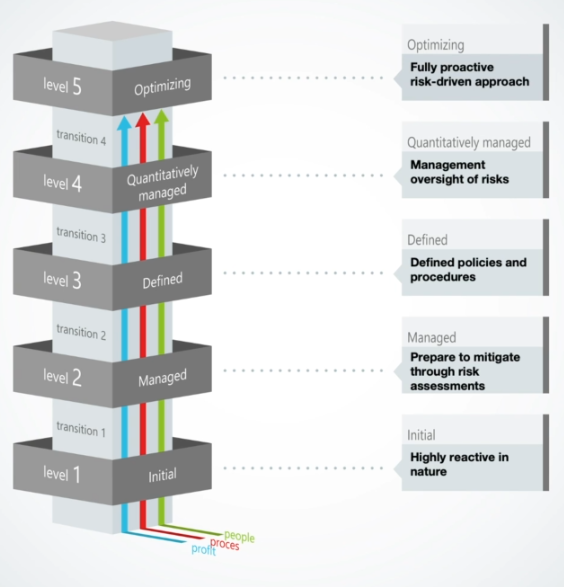 level 5
Optimizing
Optimizing
Fully proactive
risk-driven approach
transition 4
level 4
Quantitatively
managed
Quantitatively managed
Management
oversight of risks
transition 3
level 3
Defined
Defined
Defined policies and
procedures
transition 2
level 2
Managed
Managed
Prepare to mitigate
through risk
assessments
transition 1
level 1
Initial
Initial
Highly reactive in
nature
people
proces
profit